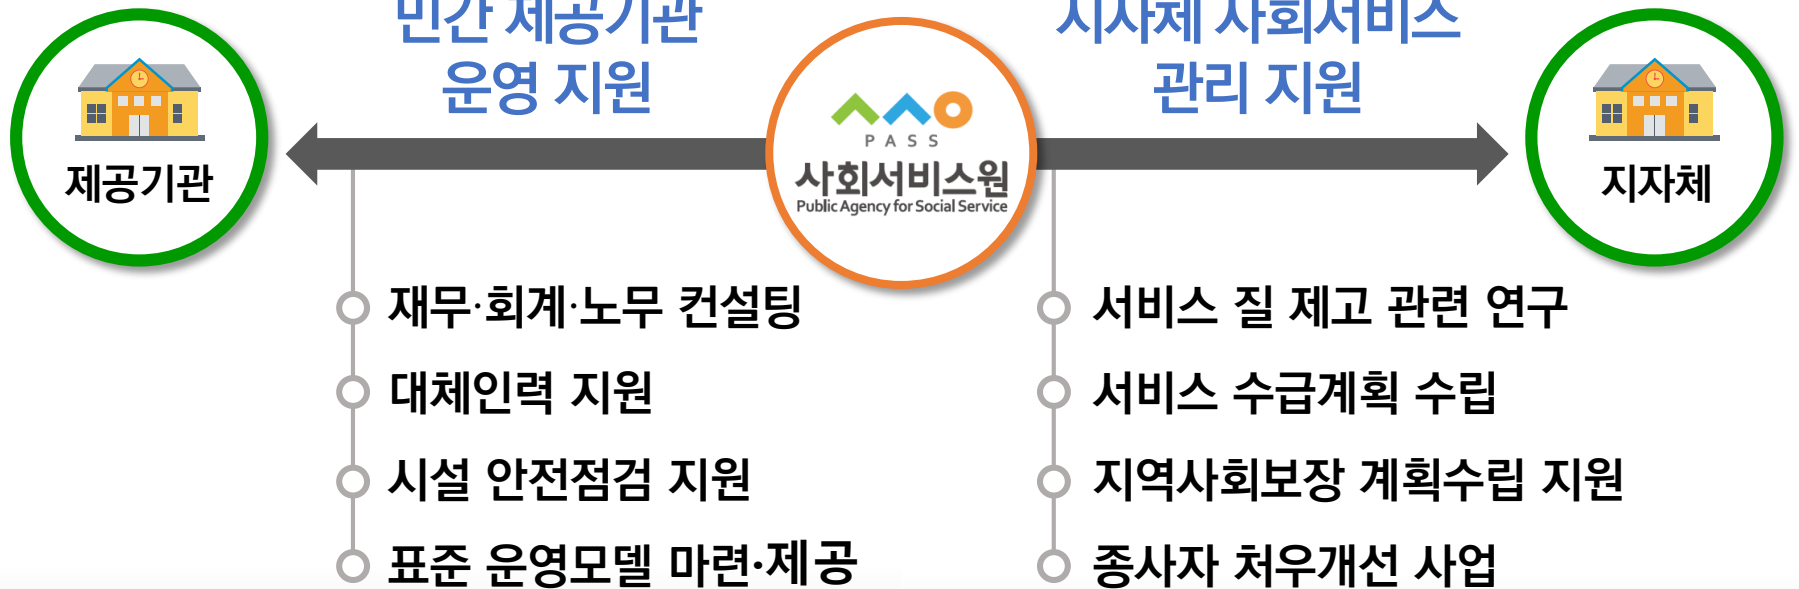 민간 제공기관
운영 지원
지자체 사회서비스
관리 지원
제공기관
PASS
사회서비스원
Public Agency for Social Service
지자체
재무·회계·노무 컨설팅
대체인력 지원
시설 안전점검 지원
표준 운영모델 마련·제공
서비스 질 제고 관련 연구
서비스 수급계획 수립
지역사회보장 계획수립 지원
종사자 처우개선 사업